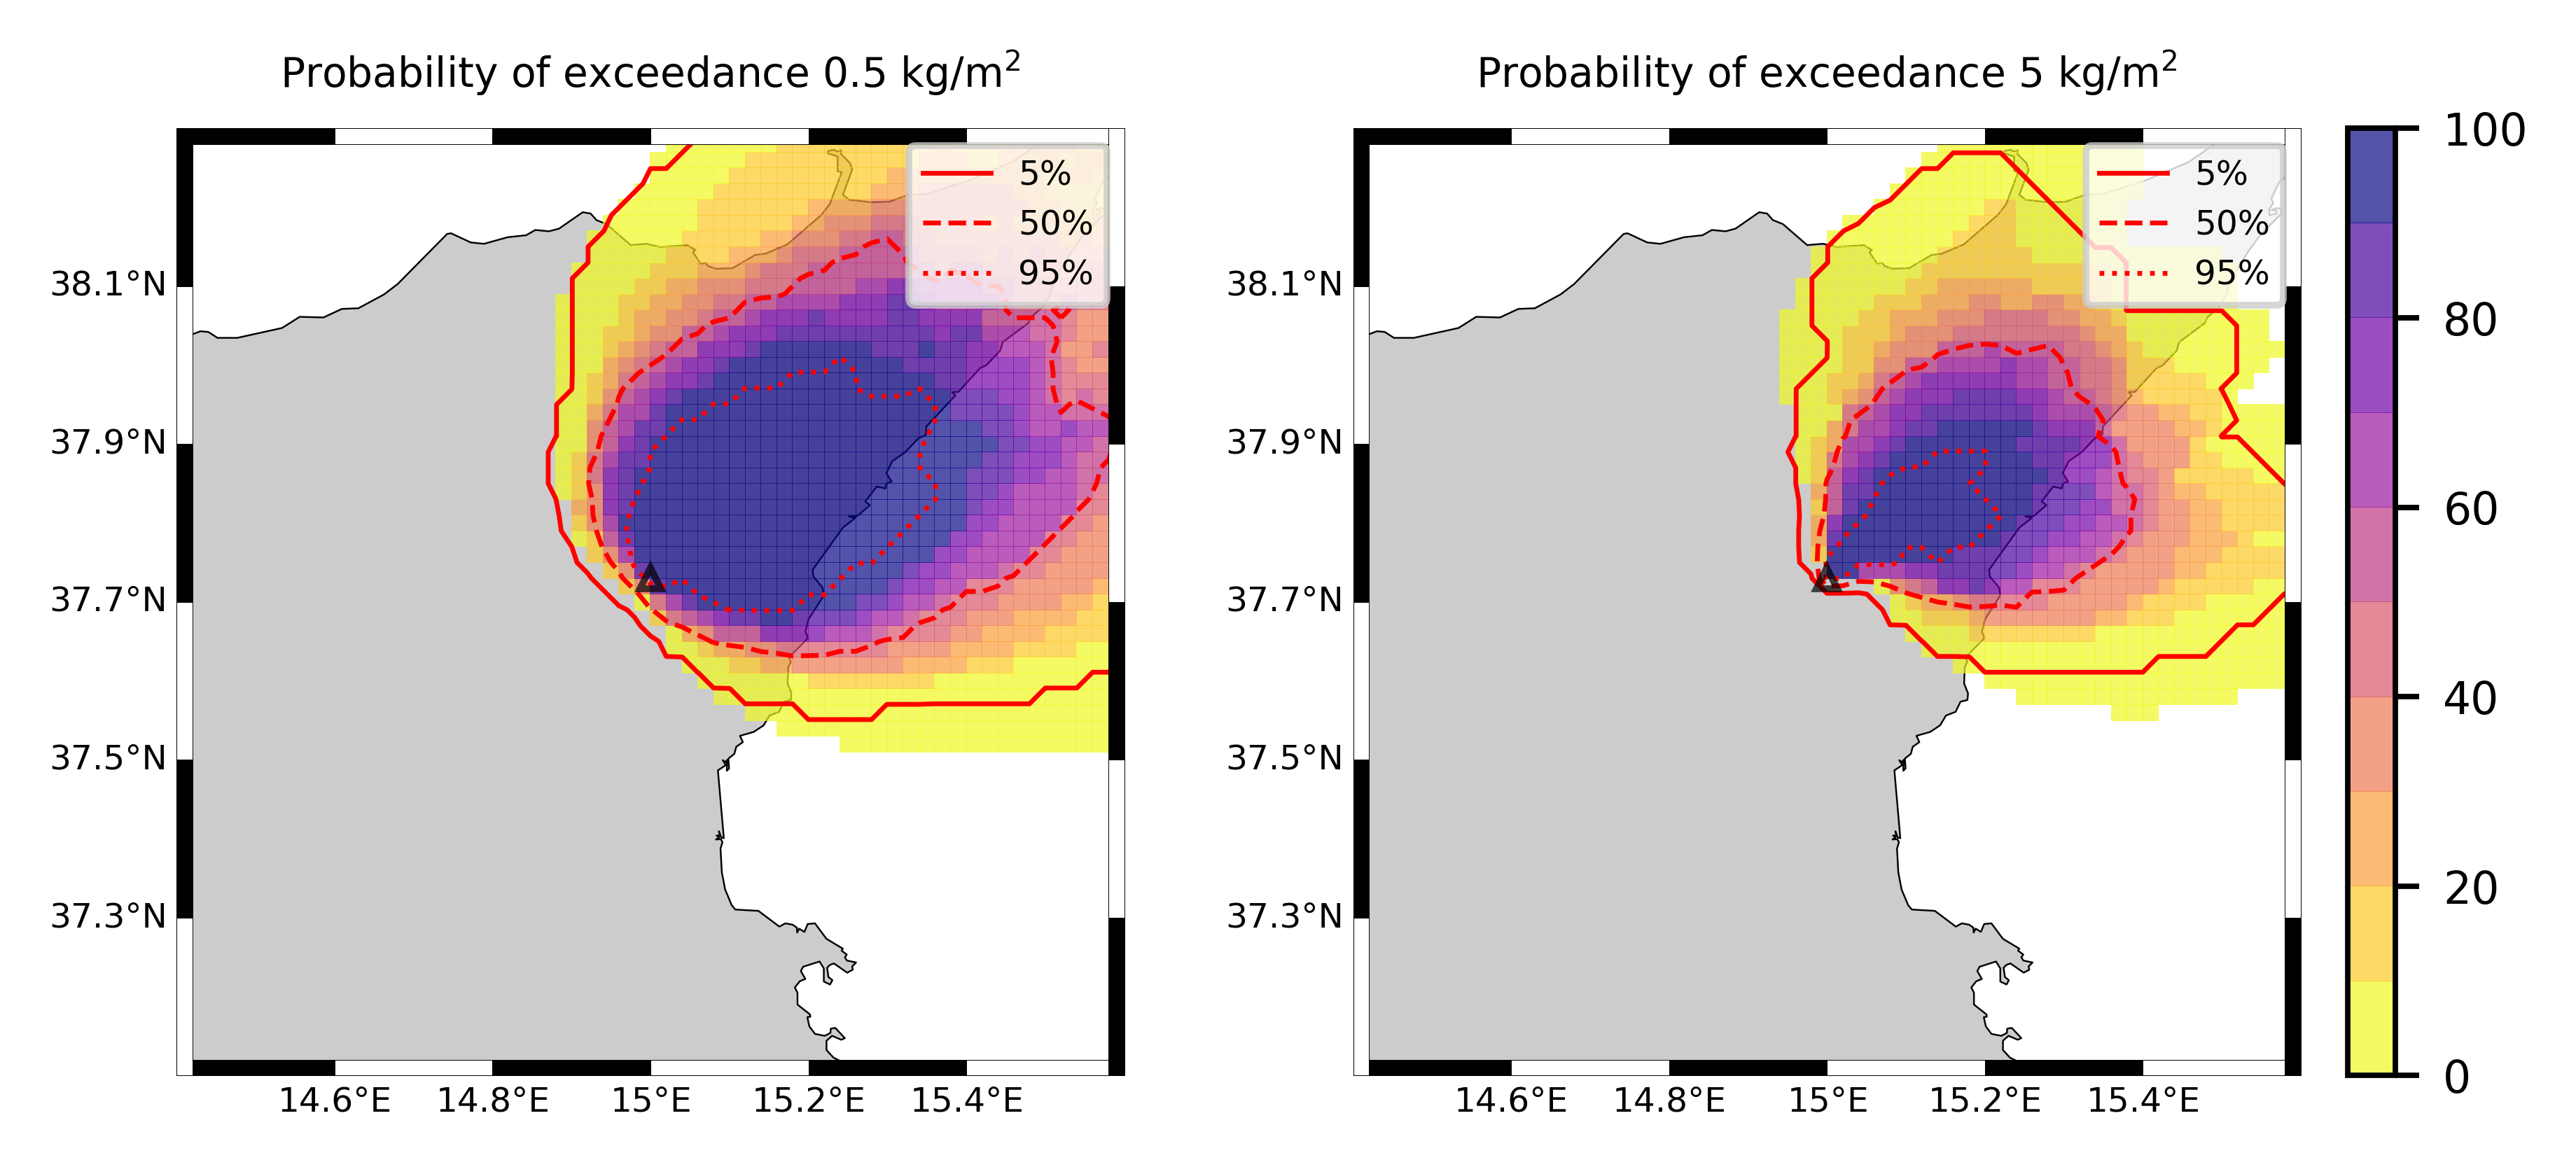 Probability of exceedance 0.5 kg/m²
5%
50%
95%
38.1°N
37.9°N
37.7°N
37.5°N
37.3°N
14.6°E 14.8°E 15°E 15.2°E 15.4°E
Probability of exceedance 5 kg/m²
5%
50%
95%
38.1°N
37.9°N
37.7°N
37.5°N
37.3°N
14.6°E 14.8°E 15°E 15.2°E 15.4°E
100
80
60
40
20
0